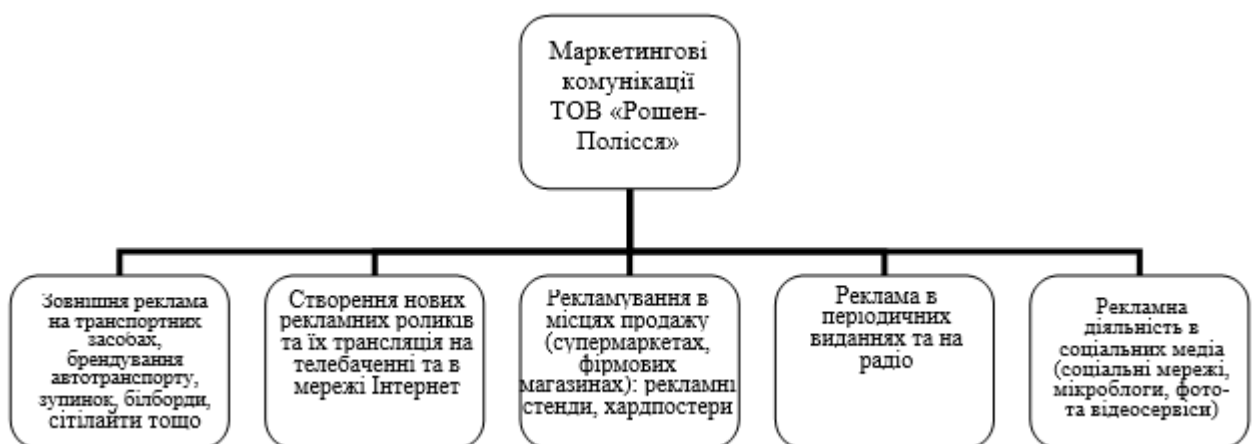 Маркетингові
комунікації
ТОВ «Рошен-
Полісся»
Зовнішня реклама
на транспортних
засобах,
брендування
автотранспорту,
зупинок, білборди,
сітілайти тощо
Створення нових
рекламних роликів
та їх трансляція на
телебаченні та в
мережі Інтернет
Рекламування в
місцях продажу
(супермаркетах,
фірмових
магазинах): рекламні
стенди, хардпостери
Реклама в
періодичних
виданнях та на
радіо
Рекламна
діяльність в
соціальних медіа
(соціальні мережі,
мікроблоги, фото-
та відеосервіси)